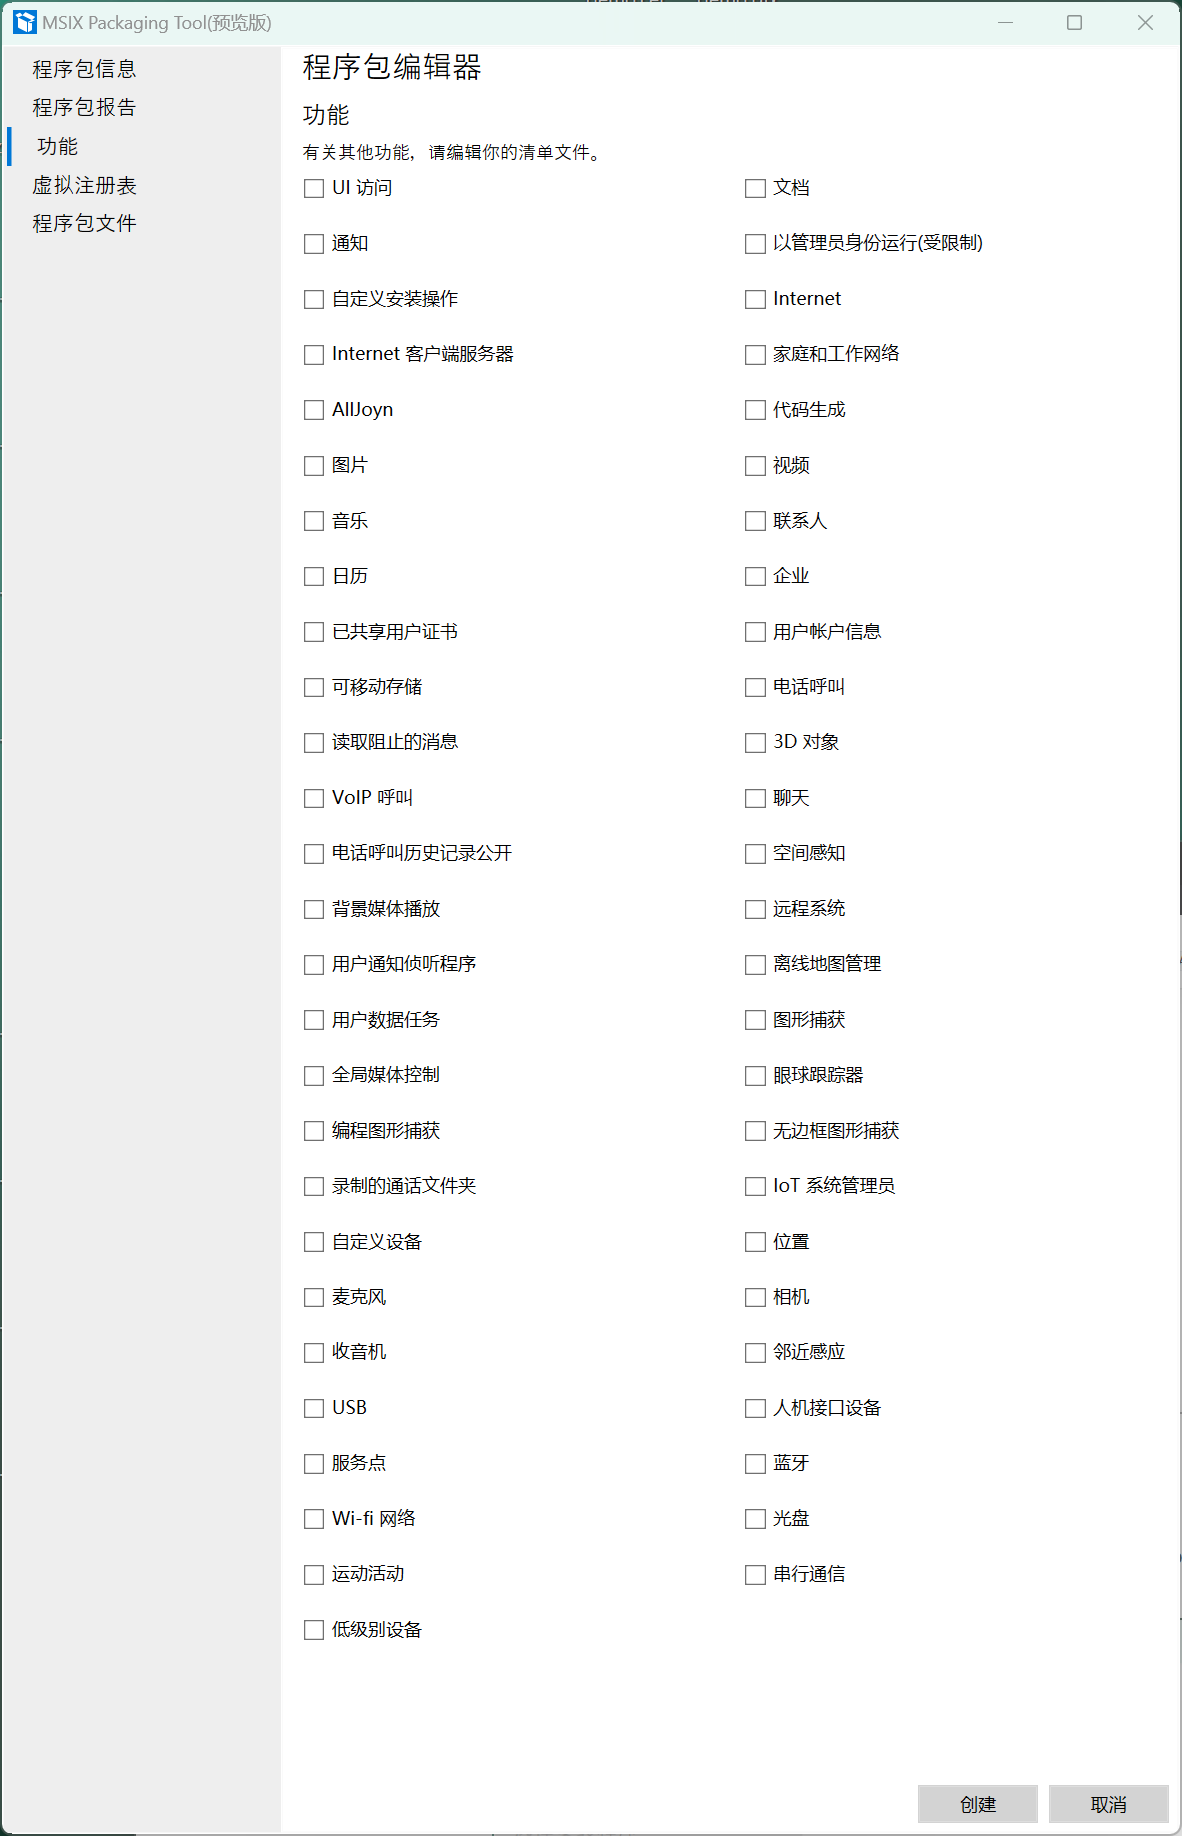 MSIX Packaging Tool(预览版)
程序包信息
程序包报告
功能
虚拟注册表
程序包文件
程序包编辑器
功能
有关其他功能，请编辑你的清单文件。
UI 访问
文档
通知
以管理员身份运行(受限制)
自定义安装操作
Internet
Internet 客户端服务器
家庭和工作网络
AllJoyn
代码生成
图片
视频
音乐
联系人
日历
企业
已共享用户证书
用户帐户信息
可移动存储
电话呼叫
读取阻止的消息
3D 对象
VoIP 呼叫
聊天
电话呼叫历史记录公开
空间感知
背景媒体播放
远程系统
用户通知侦听程序
离线地图管理
用户数据任务
图形捕获
全局媒体控制
眼球跟踪器
编程图形捕获
无边框图形捕获
录制的通话文件夹
IoT 系统管理员
自定义设备
位置
麦克风
相机
收音机
邻近感应
USB
人机接口设备
服务点
蓝牙
Wi-fi 网络
光盘
运动活动
串行通信
低级别设备
创建
取消